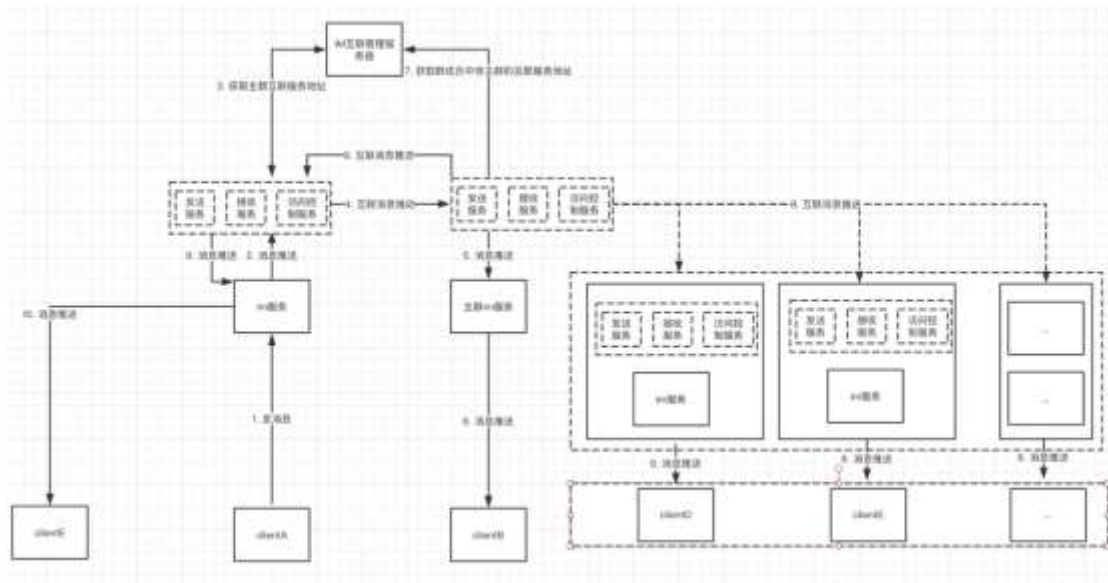 IM互联管理服
务器
7. 获取群成员中非主群的互联服务地址
3. 获取主群互联服务地址
互联消息推送
发送
服务
接收
服务
访问控
制服务
4. 互联消息推送
发送
服务
接收
服务
访问控
制服务
互联消息推送
消息推送
2. 消息推送
5. 消息推送
10. 消息推送
im服务
主群im服务
发送
服务
接收
服务
访问控
制服务
发送
服务
接收
服务
访问控
制服务
...
im服务
im服务
...
1. 发消息
6. 消息推送
消息推送
消息推送
消息推送
clientA
clientB
...